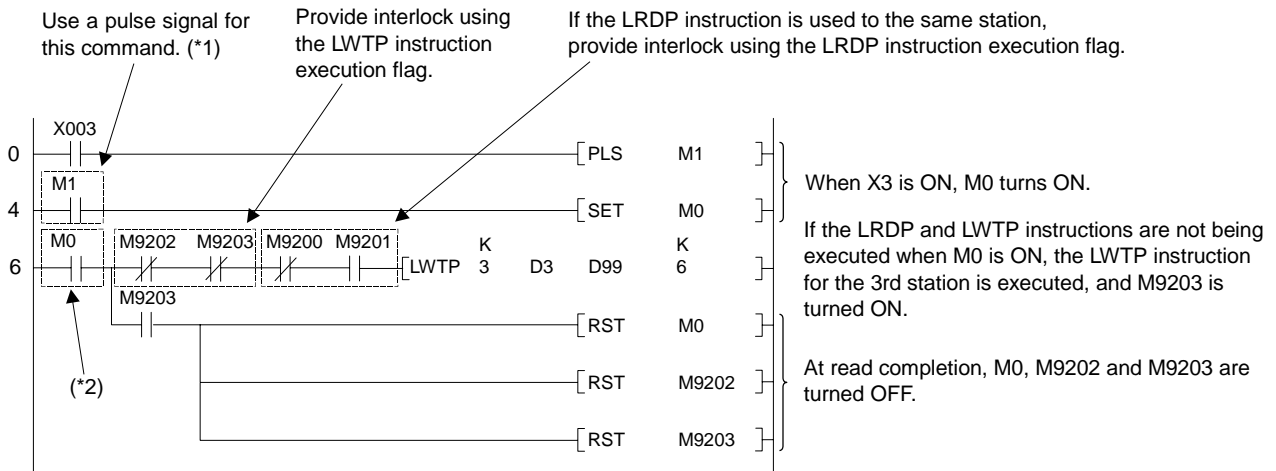 Use a pulse signal for
this command. (*1)
Provide interlock using
the LWTP instruction
execution flag.
If the LRDP instruction is used to the same station,
provide interlock using the LRDP instruction execution flag.
X003
0 PLS M1
M1
When X3 is ON, M0 turns ON.
4 SET M0
M0 M9202 M9203 M9200 M9201 K K
6 LWTP 3 D3 D99 6
If the LRDP and LWTP instructions are not being
executed when M0 is ON, the LWTP instruction
for the 3rd station is executed, and M9203 is
turned ON.
M9203
RST M0
(*2)
RST M9202
At read completion, M0, M9202 and M9203 are
turned OFF.
RST M9203